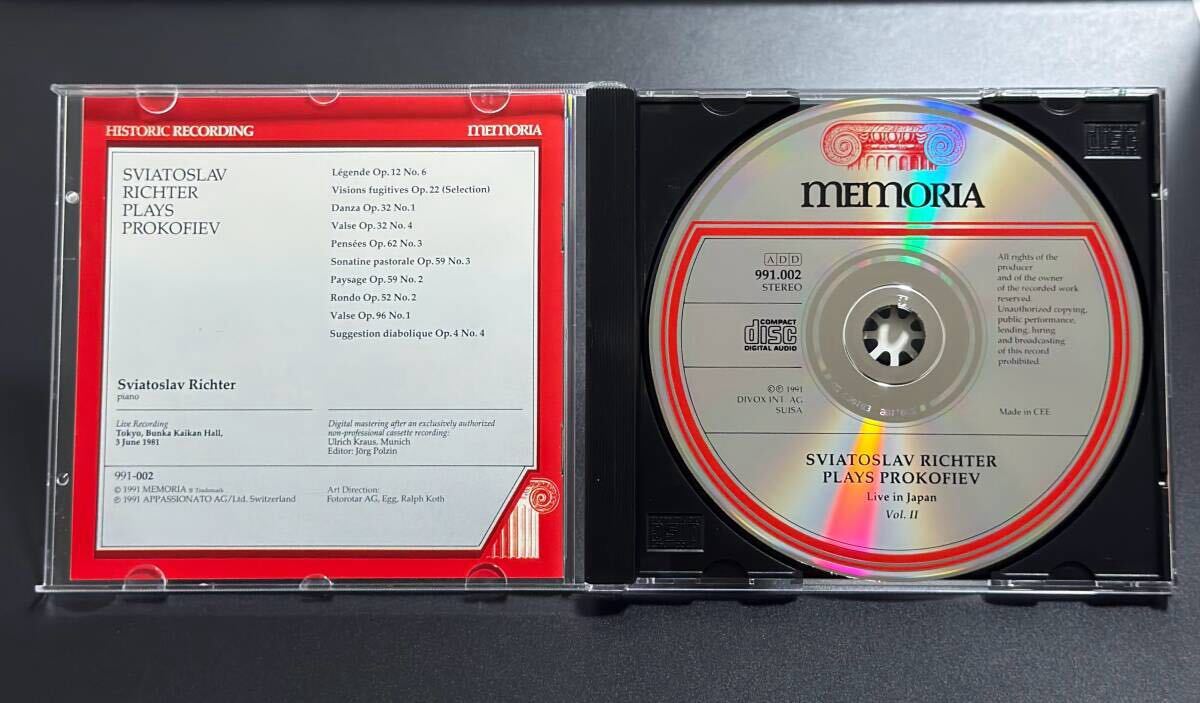 HISTORIC RECORDING
MEMORIA
SVIATOSLAV
RICHTER
PLAYS
PROKOFIEV
Légende Op. 12 No. 6
Visions fugitives Op. 22 (Selection)
Danza Op. 32 No. 1
Valse Op. 32 No. 4
Pensées Op. 62 No. 3
Sonatine pastorale Op. 59 No. 3
Paysage Op. 59 No. 2
Rondo Op. 52 No. 2
Valse Op. 96 No. 1
Suggestion diabolique Op. 4 No. 4
Sviatoslav Richter
piano
Live Recording
Tokyo, Bunka Kaikan Hall,
3 June 1981
Digital mastering after an exclusively authorized
non-professional cassette recording:
Ulrich Kraus, Munich
Editor: Jörg Polzin
991-002
© 1991 MEMORIA ® Trademark
℗ 1991 APPASSIONATO AG/Ltd. Switzerland
Art Direction:
Fotorotar AG, Egg, Ralph Koth
MEMORIA
ADD
991.002
STEREO
COMPACT
disc
DIGITAL AUDIO
©℗ 1991
DIVOX INT. AG
SUISA
All rights of the
producer
and of the owner
of the recorded work
reserved.
Unauthorized copying,
public performance,
lending, hiring
and broadcasting
of this record
prohibited.
Made in CEE
SVIATOSLAV RICHTER
PLAYS PROKOFIEV
Live in Japan
Vol. II